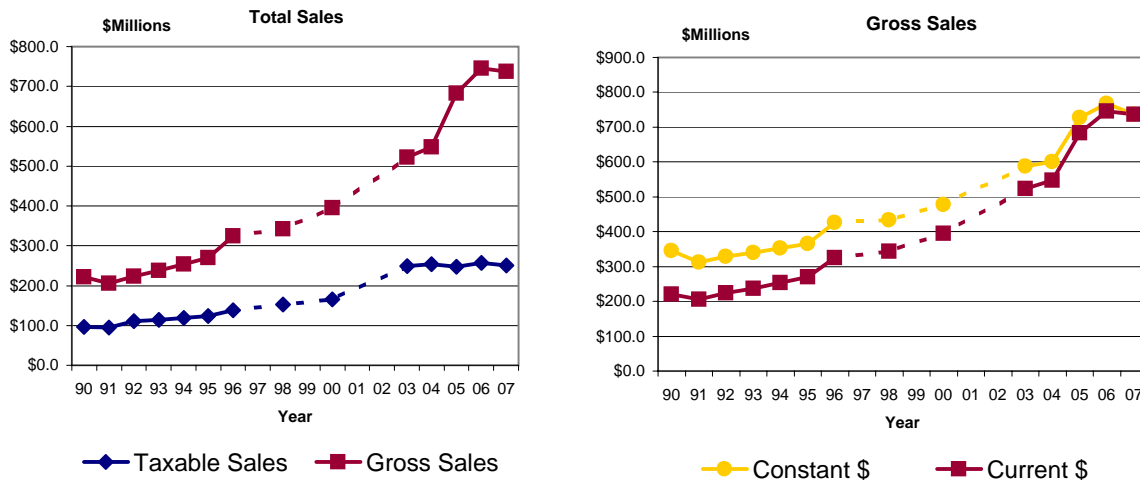 Total Sales
$Millions
$800.0
$700.0
$600.0
$500.0
$400.0
$300.0
$200.0
$100.0
$0.0
90 91 92 93 94 95 96 97 98 99 00 01 02 03 04 05 06 07
Year
Taxable Sales Gross Sales
Gross Sales
$Millions
$900.0
$800.0
$700.0
$600.0
$500.0
$400.0
$300.0
$200.0
$100.0
$0.0
90 91 92 93 94 95 96 97 98 99 00 01 02 03 04 05 06 07
Year
Constant $ Current $